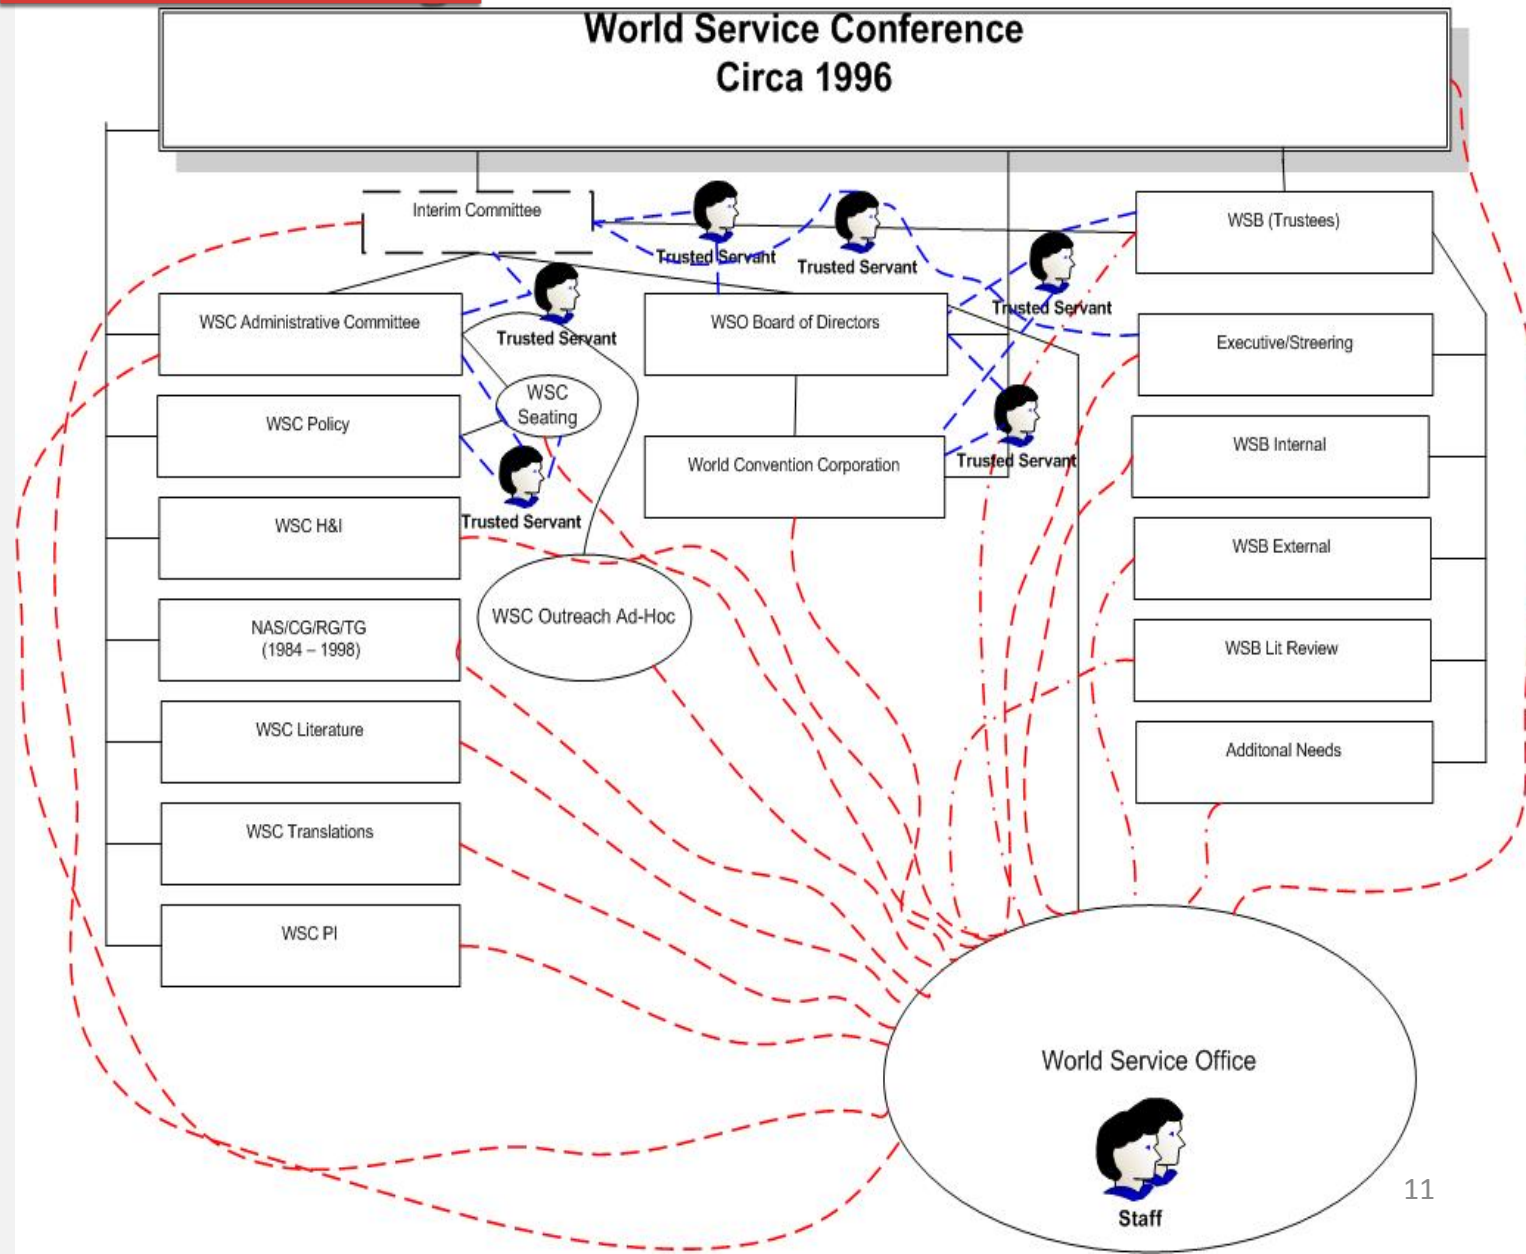 World Service Conference
Circa 1996
Interim Committee
WSB (Trustees)
Trusted Servant
Trusted Servant
Trusted Servant
WSC Administrative Committee
Trusted Servant
WSO Board of Directors
Executive/Streering
WSC
Seating
WSC Policy
WSB Internal
World Convention Corporation
Trusted Servant
Trusted Servant
WSC H&I
WSB External
NAS/CG/RG/TG
(1984 – 1998)
WSC Outreach Ad-Hoc
WSB Lit Review
WSC Literature
Additonal Needs
WSC Translations
WSC PI
World Service Office
Staff
11